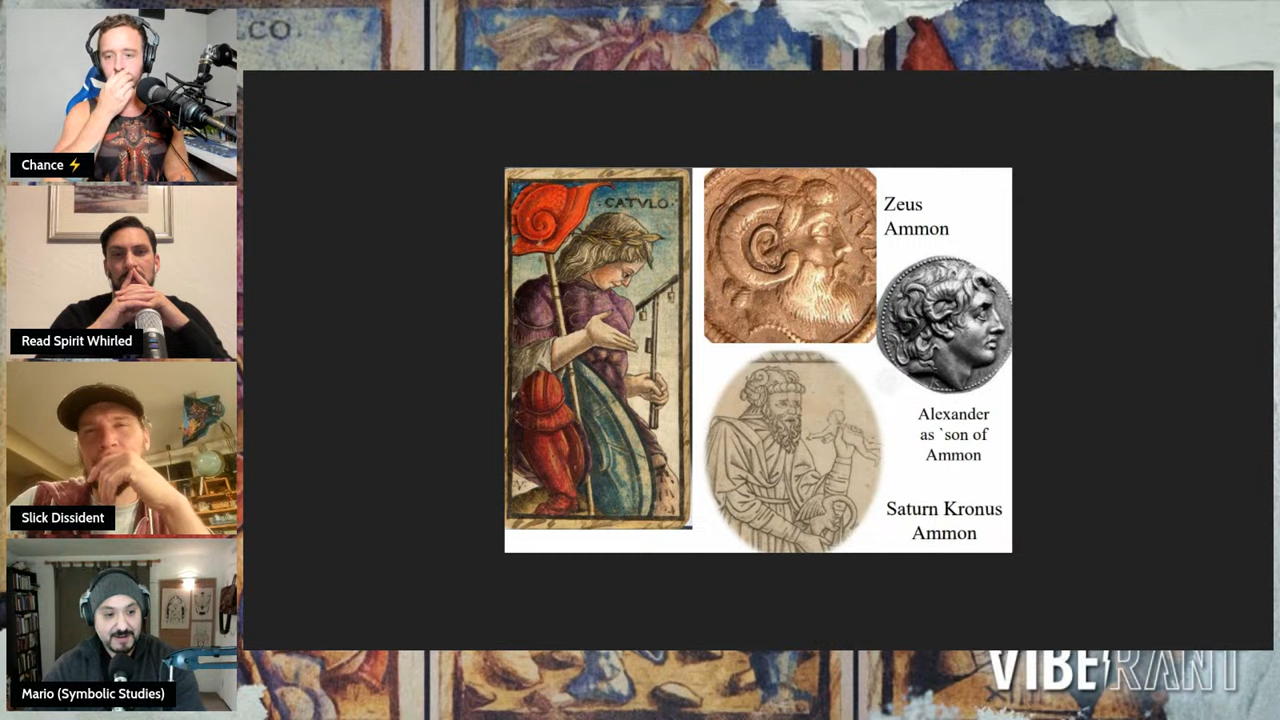 LCO
Chance ⚡
Read Spirit Whirled
Slick Dissident
Mario (Symbolic Studies)
·CATVLO·
Zeus
Ammon
Alexander
as `son of
Ammon
Saturn Kronus
Ammon
VIBERANT